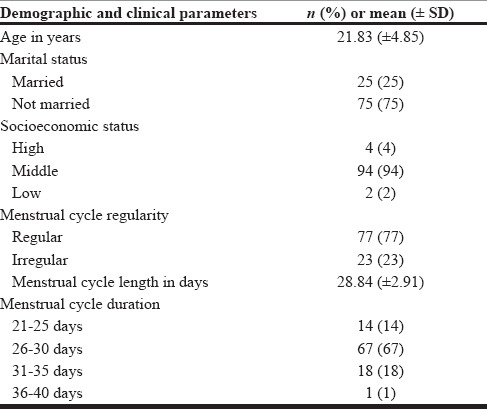 Demographic and clinical parameters n (%) or mean (± SD)
Age in years 21.83 (±4.85)
Marital status
Married 25 (25)
Not married 75 (75)
Socioeconomic status
High 4 (4)
Middle 94 (94)
Low 2 (2)
Menstrual cycle regularity
Regular 77 (77)
Irregular 23 (23)
Menstrual cycle length in days 28.84 (±2.91)
Menstrual cycle duration
21-25 days 14 (14)
26-30 days 67 (67)
31-35 days 18 (18)
36-40 days 1 (1)